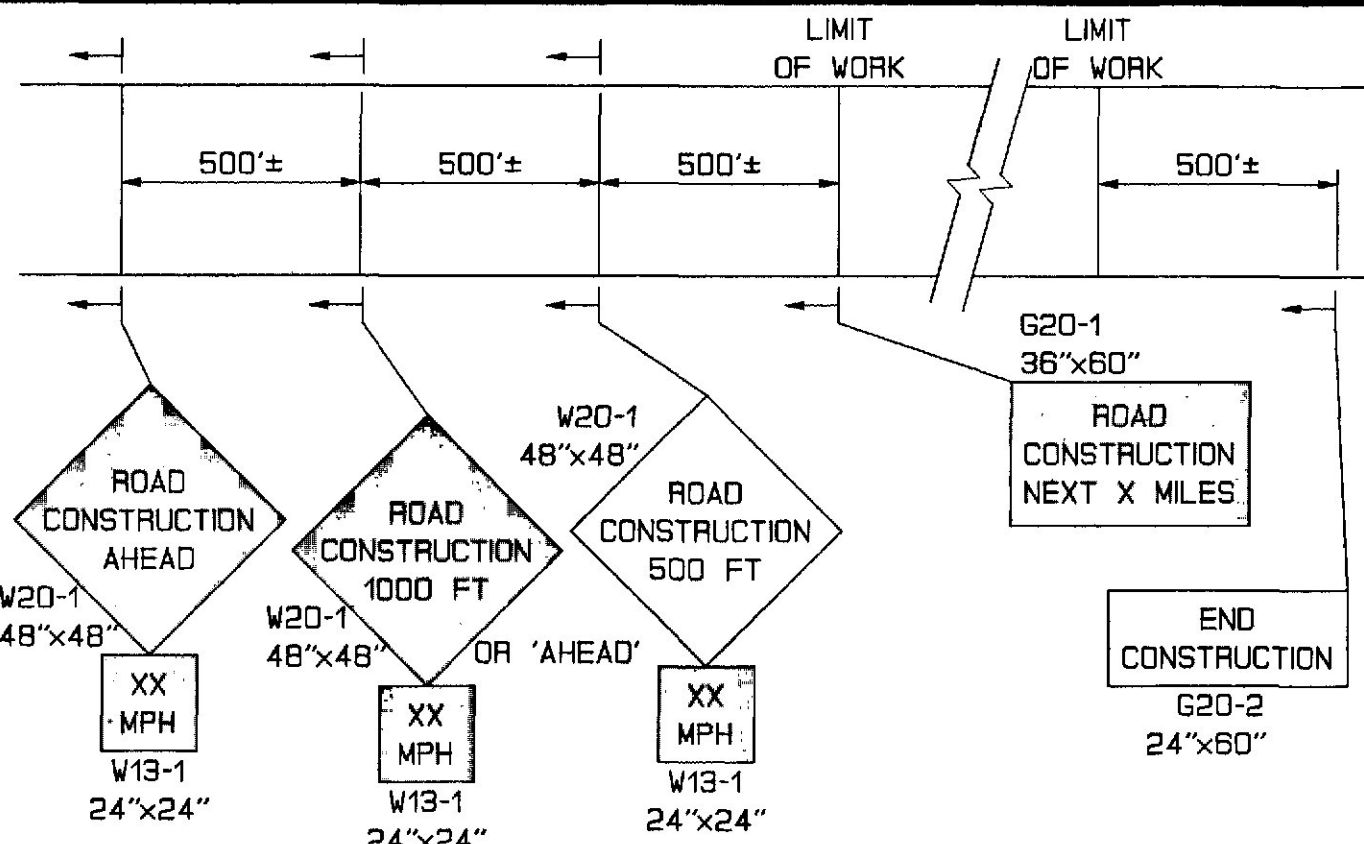 LIMIT
OF WORK
LIMIT
OF WORK
500'±
500'±
500'±
500'±
ROAD
CONSTRUCTION
AHEAD
W20-1
48"x48"
XX
MPH
W13-1
24"x24"
ROAD
CONSTRUCTION
1000 FT
W20-1
48"x48"
OR 'AHEAD'
XX
MPH
W13-1
24"x24"
W20-1
48"x48"
ROAD
CONSTRUCTION
500 FT
XX
MPH
W13-1
24"x24"
G20-1
36"x60"
ROAD
CONSTRUCTION
NEXT X MILES
END
CONSTRUCTION
G20-2
24"x60"